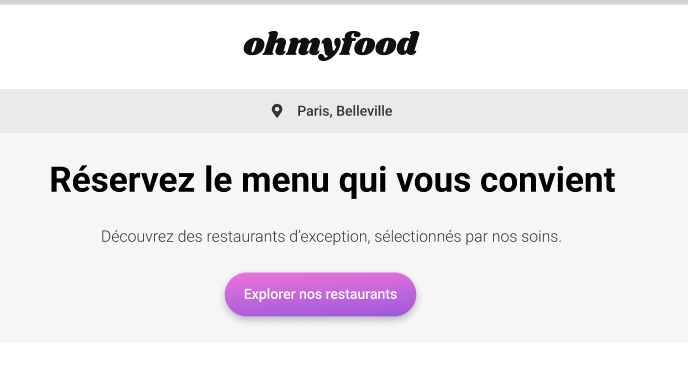 ohmyfood
Paris, Belleville
Réservez le menu qui vous convient
Découvrez des restaurants d'exception, sélectionnés par nos soins.
Explorer nos restaurants